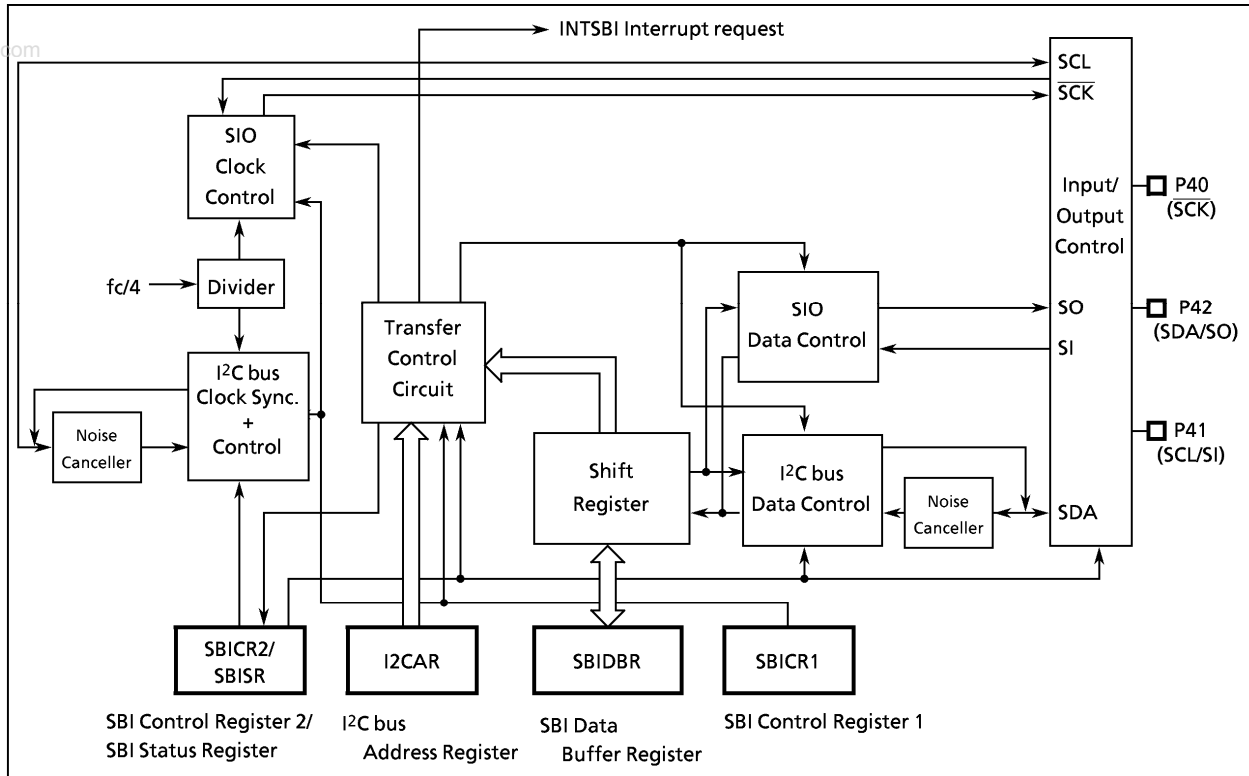 INTSBI Interrupt request
com
SCL
SCK
SIO
Clock
Control
Input/
Output
Control
P40
(SCK)
fc/4
Divider
Transfer
Control
Circuit
SIO
Data Control
SO
SI
P42
(SDA/SO)
I²C bus
Clock Sync.
+
Control
Noise
Canceller
Shift
Register
I²C bus
Data Control
Noise
Canceller
SDA
P41
(SCL/SI)
SBICR2/
SBISR
I2CAR
SBIDBR
SBICR1
SBI Control Register 2/
SBI Status Register
I²C bus
Address Register
SBI Data
Buffer Register
SBI Control Register 1